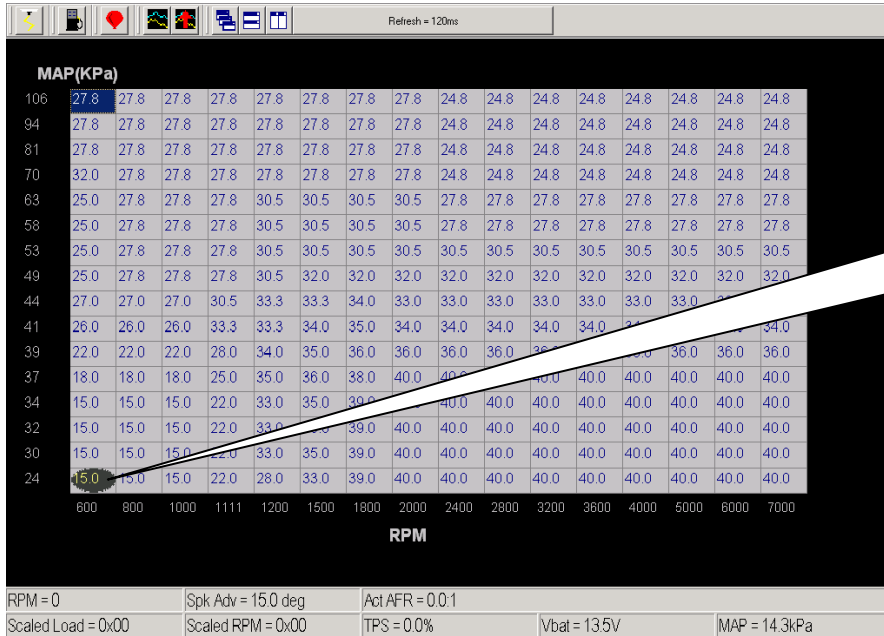 Refresh = 120ms
MAP(KPa)
106 27.8 27.8 27.8 27.8 27.8 27.8 27.8 27.8 24.8 24.8 24.8 24.8 24.8 24.8 24.8 24.8
94 27.8 27.8 27.8 27.8 27.8 27.8 27.8 27.8 24.8 24.8 24.8 24.8 24.8 24.8 24.8 24.8
81 27.8 27.8 27.8 27.8 27.8 27.8 27.8 27.8 24.8 24.8 24.8 24.8 24.8 24.8 24.8 24.8
70 32.0 27.8 27.8 27.8 27.8 27.8 27.8 27.8 24.8 24.8 24.8 24.8 24.8 24.8 24.8 24.8
63 25.0 27.8 27.8 27.8 30.5 30.5 30.5 30.5 27.8 27.8 27.8 27.8 27.8 27.8 27.8 27.8
58 25.0 27.8 27.8 27.8 30.5 30.5 30.5 30.5 27.8 27.8 27.8 27.8 27.8 27.8 27.8 27.8
53 25.0 27.8 27.8 27.8 30.5 30.5 30.5 30.5 30.5 30.5 30.5 30.5 30.5 30.5 30.5 30.5
49 25.0 27.8 27.8 27.8 30.5 32.0 32.0 32.0 32.0 32.0 32.0 32.0 32.0 32.0 32.0 32.0
44 27.0 27.0 27.0 30.5 33.3 33.3 34.0 33.0 33.0 33.0 33.0 33.0 33.0 33.0
41 26.0 26.0 26.0 33.3 33.3 34.0 35.0 34.0 34.0 34.0 34.0 34.0 34.0
39 22.0 22.0 22.0 28.0 34.0 35.0 36.0 36.0 36.0 36.0 36.0 36.0 36.0
37 18.0 18.0 18.0 25.0 35.0 36.0 38.0 40.0 40.0 40.0 40.0 40.0 40.0 40.0 40.0
34 15.0 15.0 15.0 22.0 33.0 35.0 39.0 40.0 40.0 40.0 40.0 40.0 40.0 40.0
32 15.0 15.0 15.0 22.0 33.0 39.0 40.0 40.0 40.0 40.0 40.0 40.0 40.0 40.0 40.0
30 15.0 15.0 15.0 22.0 33.0 35.0 39.0 40.0 40.0 40.0 40.0 40.0 40.0 40.0 40.0 40.0
24 15.0 15.0 15.0 22.0 28.0 33.0 39.0 40.0 40.0 40.0 40.0 40.0 40.0 40.0 40.0 40.0
600 800 1000 1111 1200 1500 1800 2000 2400 2800 3200 3600 4000 5000 6000 7000
RPM
RPM = 0 Spk Adv = 15.0 deg Act AFR = 0.0:1
Scaled Load = 0x00 Scaled RPM = 0x00 TPS = 0.0% Vbat = 13.5V MAP = 14.3kPa